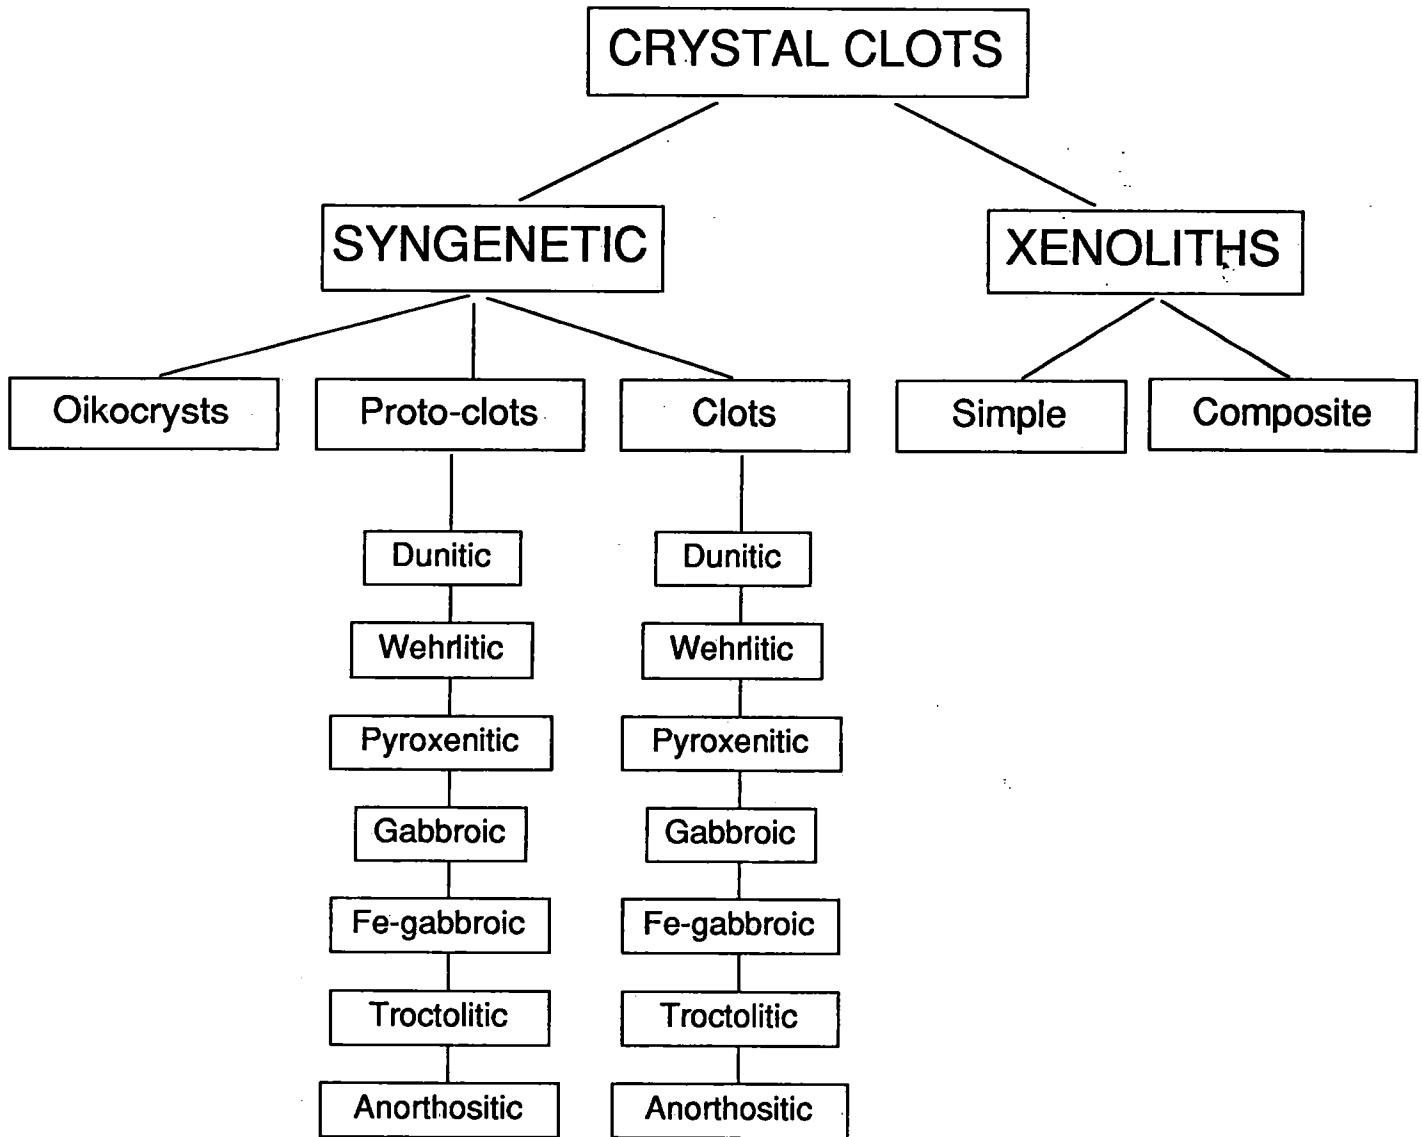 CRYSTAL CLOTS
SYNGENETIC
XENOLITHS
Oikocrysts
Proto-clots
Clots
Simple
Composite
Dunitic
Dunitic
Wehrlitic
Wehrlitic
Pyroxenitic
Pyroxenitic
Gabbroic
Gabbroic
Fe-gabbroic
Fe-gabbroic
Troctolitic
Troctolitic
Anorthositic
Anorthositic